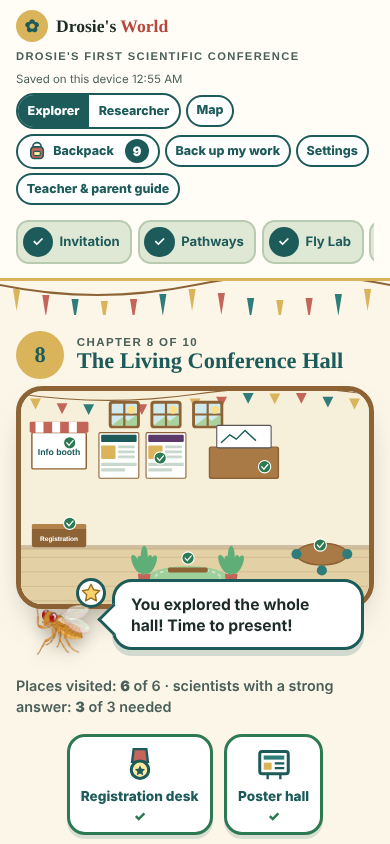 Drosie's World
DROSIE'S FIRST SCIENTIFIC CONFERENCE
Saved on this device 12:55 AM
Explorer Researcher Map
Backpack 9 Back up my work Settings
Teacher & parent guide
Invitation Pathways Fly Lab
8
CHAPTER 8 OF 10
The Living Conference Hall
Info booth
Registration
You explored the whole
hall! Time to present!
Places visited: 6 of 6 · scientists with a strong
answer: 3 of 3 needed
Registration desk Poster hall